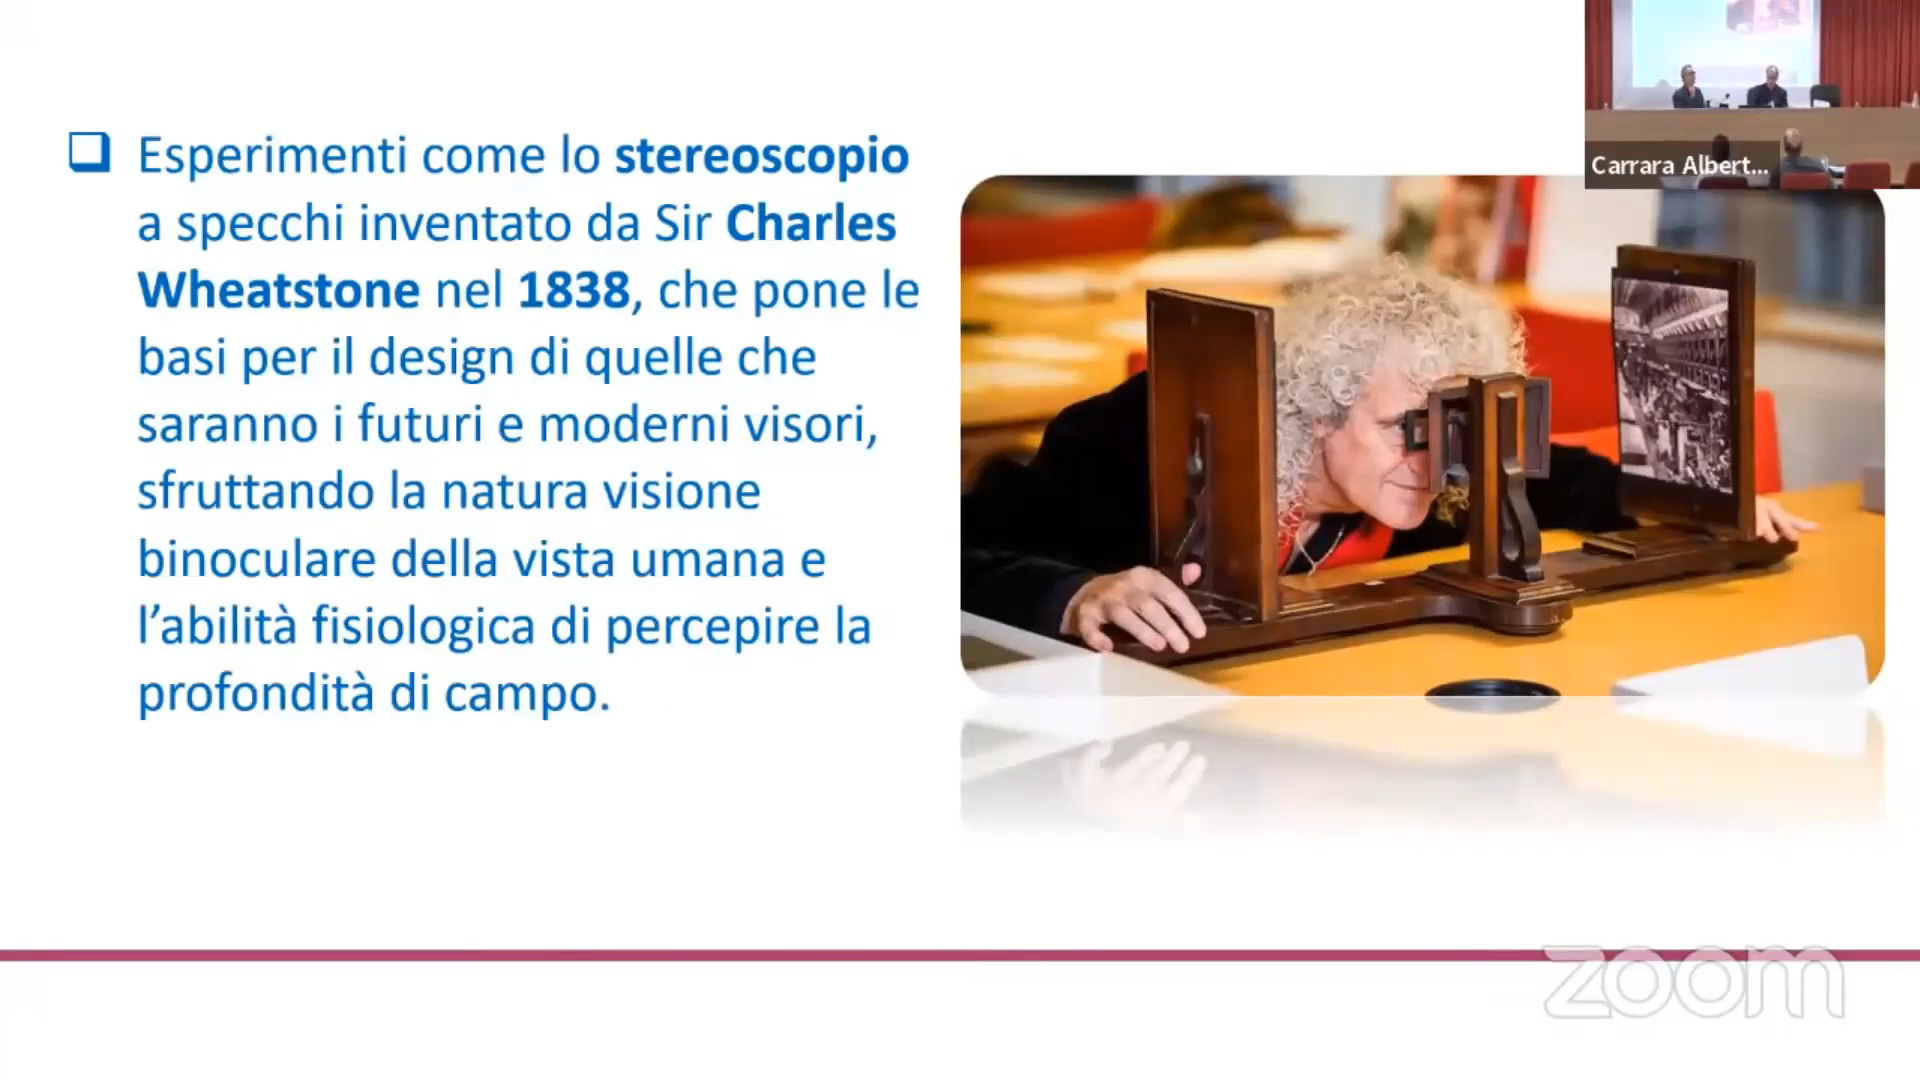 Esperimenti come lo stereoscopio
a specchi inventato da Sir Charles
Wheatstone nel 1838, che pone le
basi per il design di quelle che
saranno i futuri e moderni visori,
sfruttando la natura visione
binoculare della vista umana e
l’abilità fisiologica di percepire la
profondità di campo.
Carrara Albert...
zoom